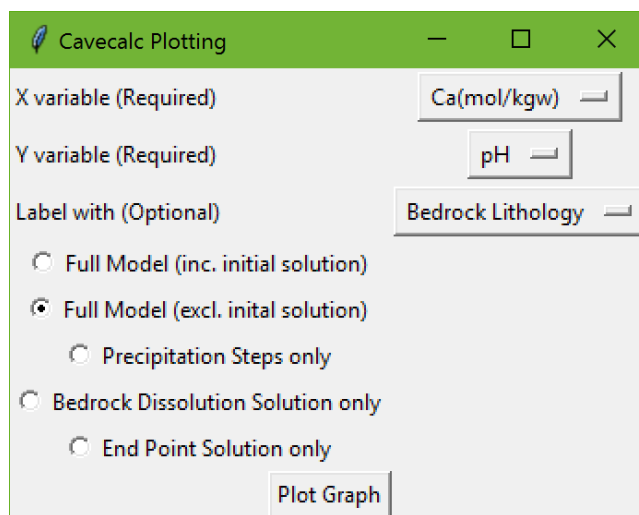 Cavecalc Plotting
X variable (Required) Ca(mol/kgw)
Y variable (Required) pH
Label with (Optional) Bedrock Lithology
Full Model (inc. initial solution)
Full Model (excl. inital solution)
Precipitation Steps only
Bedrock Dissolution Solution only
End Point Solution only
Plot Graph